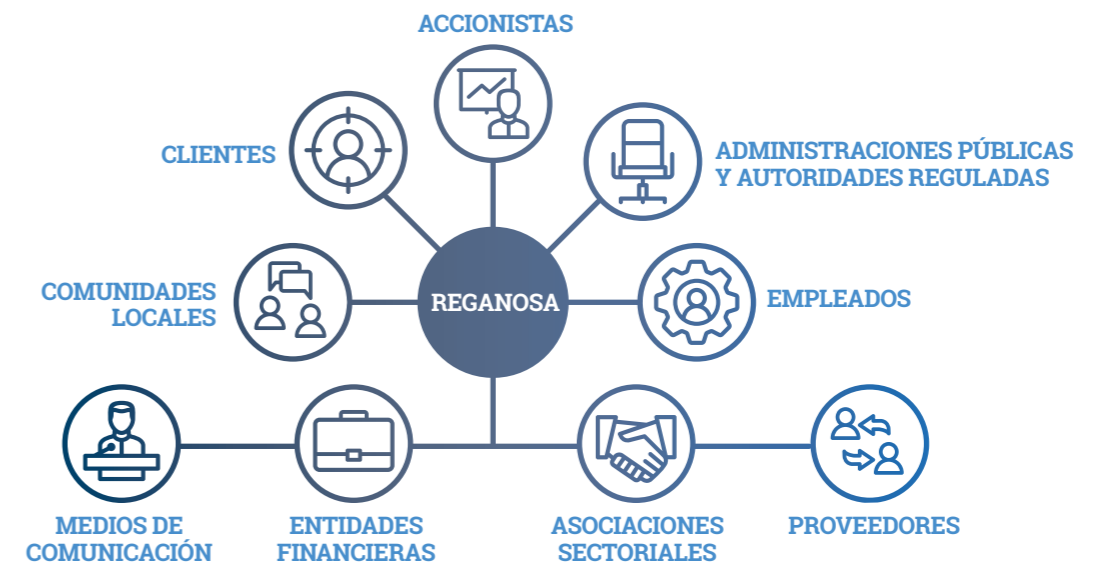 ACCIONISTAS
CLIENTES
ADMINISTRACIONES PÚBLICAS
Y AUTORIDADES REGULADAS
COMUNIDADES
LOCALES
REGANOSA
EMPLEADOS
MEDIOS DE
COMUNICACIÓN
ENTIDADES
FINANCIERAS
ASOCIACIONES
SECTORIALES
PROVEEDORES